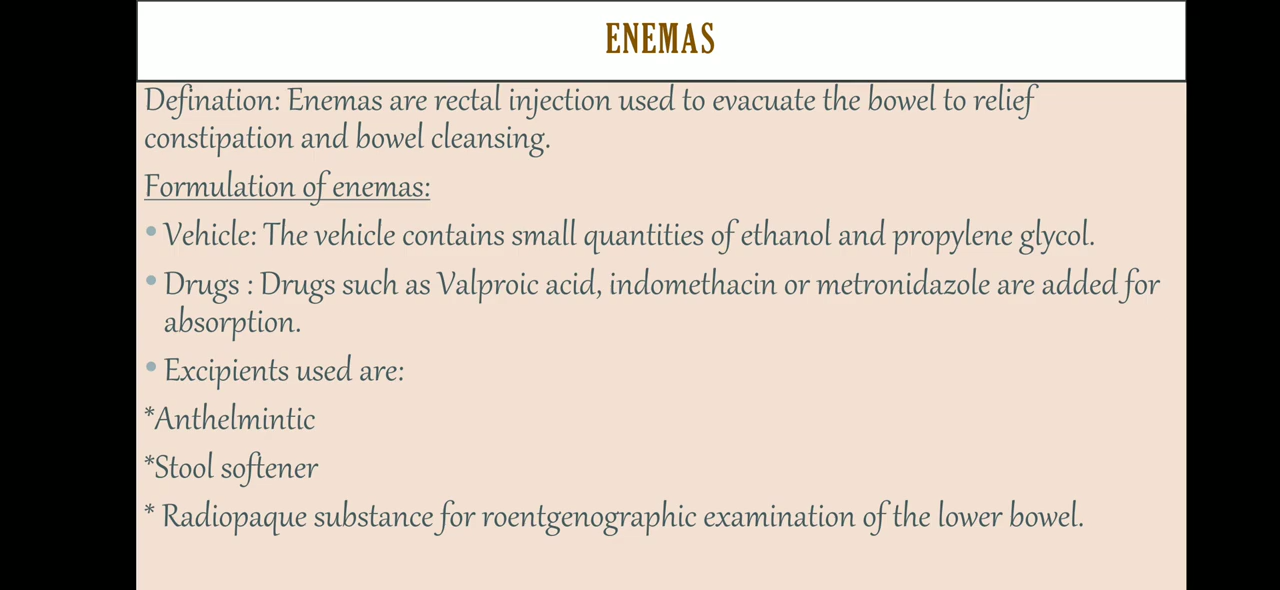 ENEMAS
Defination: Enemas are rectal injection used to evacuate the bowel to relief
constipation and bowel cleansing.
Formulation of enemas:
• Vehicle: The vehicle contains small quantities of ethanol and propylene glycol.
• Drugs : Drugs such as Valproic acid, indomethacin or metronidazole are added for
absorption.
• Excipients used are:
*Anthelmintic
*Stool softener
* Radiopaque substance for roentgenographic examination of the lower bowel.